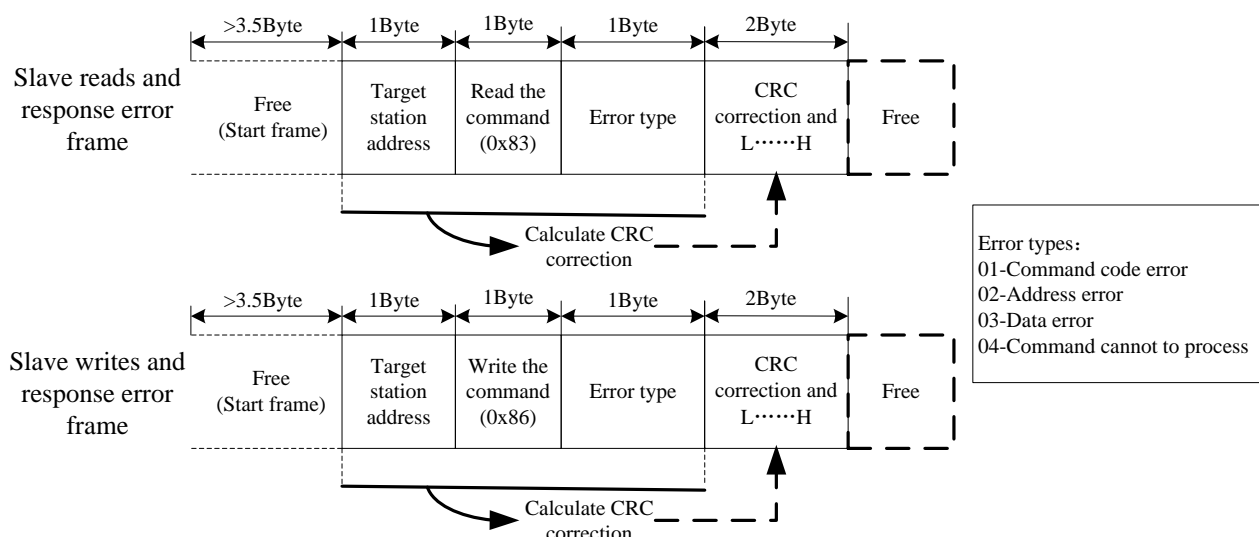 >3.5Byte 1Byte 1Byte 1Byte 2Byte
Slave reads and
response error
frame
Free
(Start frame)
Target
station
address
Read the
command
(0x83)
Error type
CRC
correction and
L……H
Free
Calculate CRC
correction
Error types：
01-Command code error
02-Address error
03-Data error
04-Command cannot to process
>3.5Byte 1Byte 1Byte 1Byte 2Byte
Slave writes and
response error
frame
Free
(Start frame)
Target
station
address
Write the
command
(0x86)
Error type
CRC
correction and
L……H
Free
Calculate CRC
correction